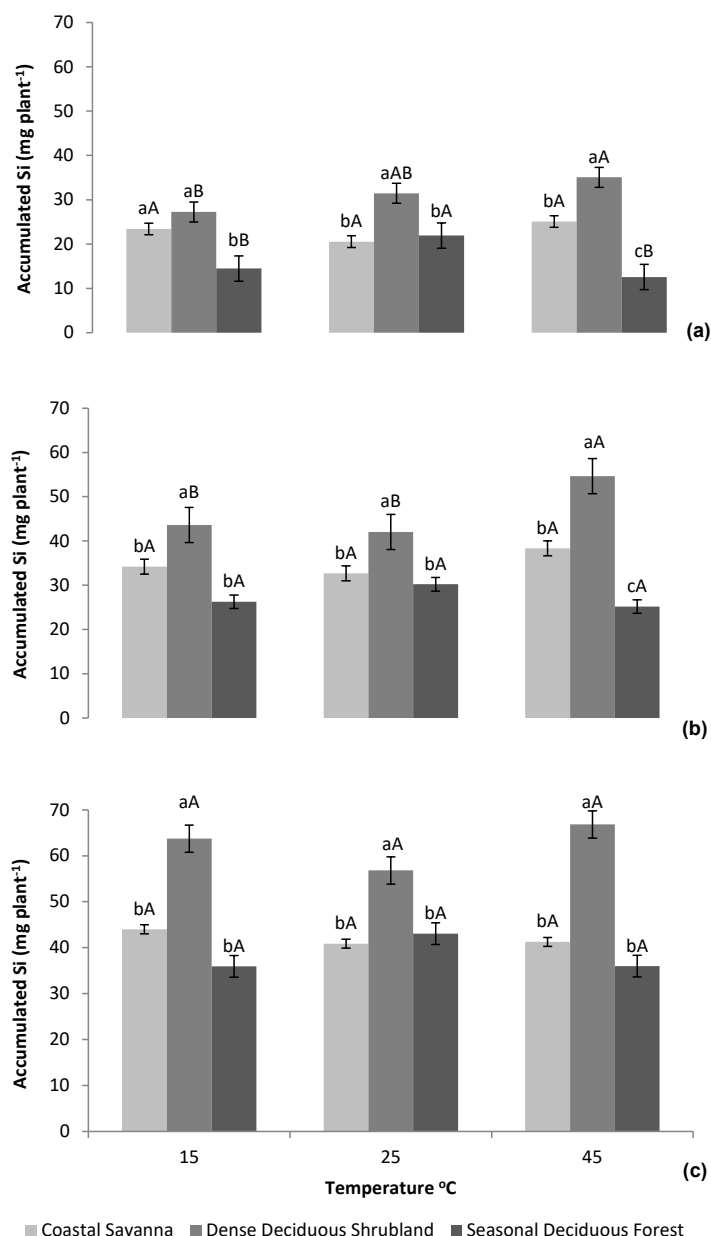 70
60
50
40
30
20
10
0
Accumulated Si (mg plant⁻¹)
aA aB bB
bA aAB bA
bA aA cB
(a)
70
60
50
40
30
20
10
0
Accumulated Si (mg plant⁻¹)
bA aB bA
bA aB bA
bA aA cA
(b)
70
60
50
40
30
20
10
0
Accumulated Si (mg plant⁻¹)
bA aA bA
bA aA bA
bA aA bA
15 25 45
Temperature ºC
(c)
Coastal Savanna Dense Deciduous Shrubland Seasonal Deciduous Forest